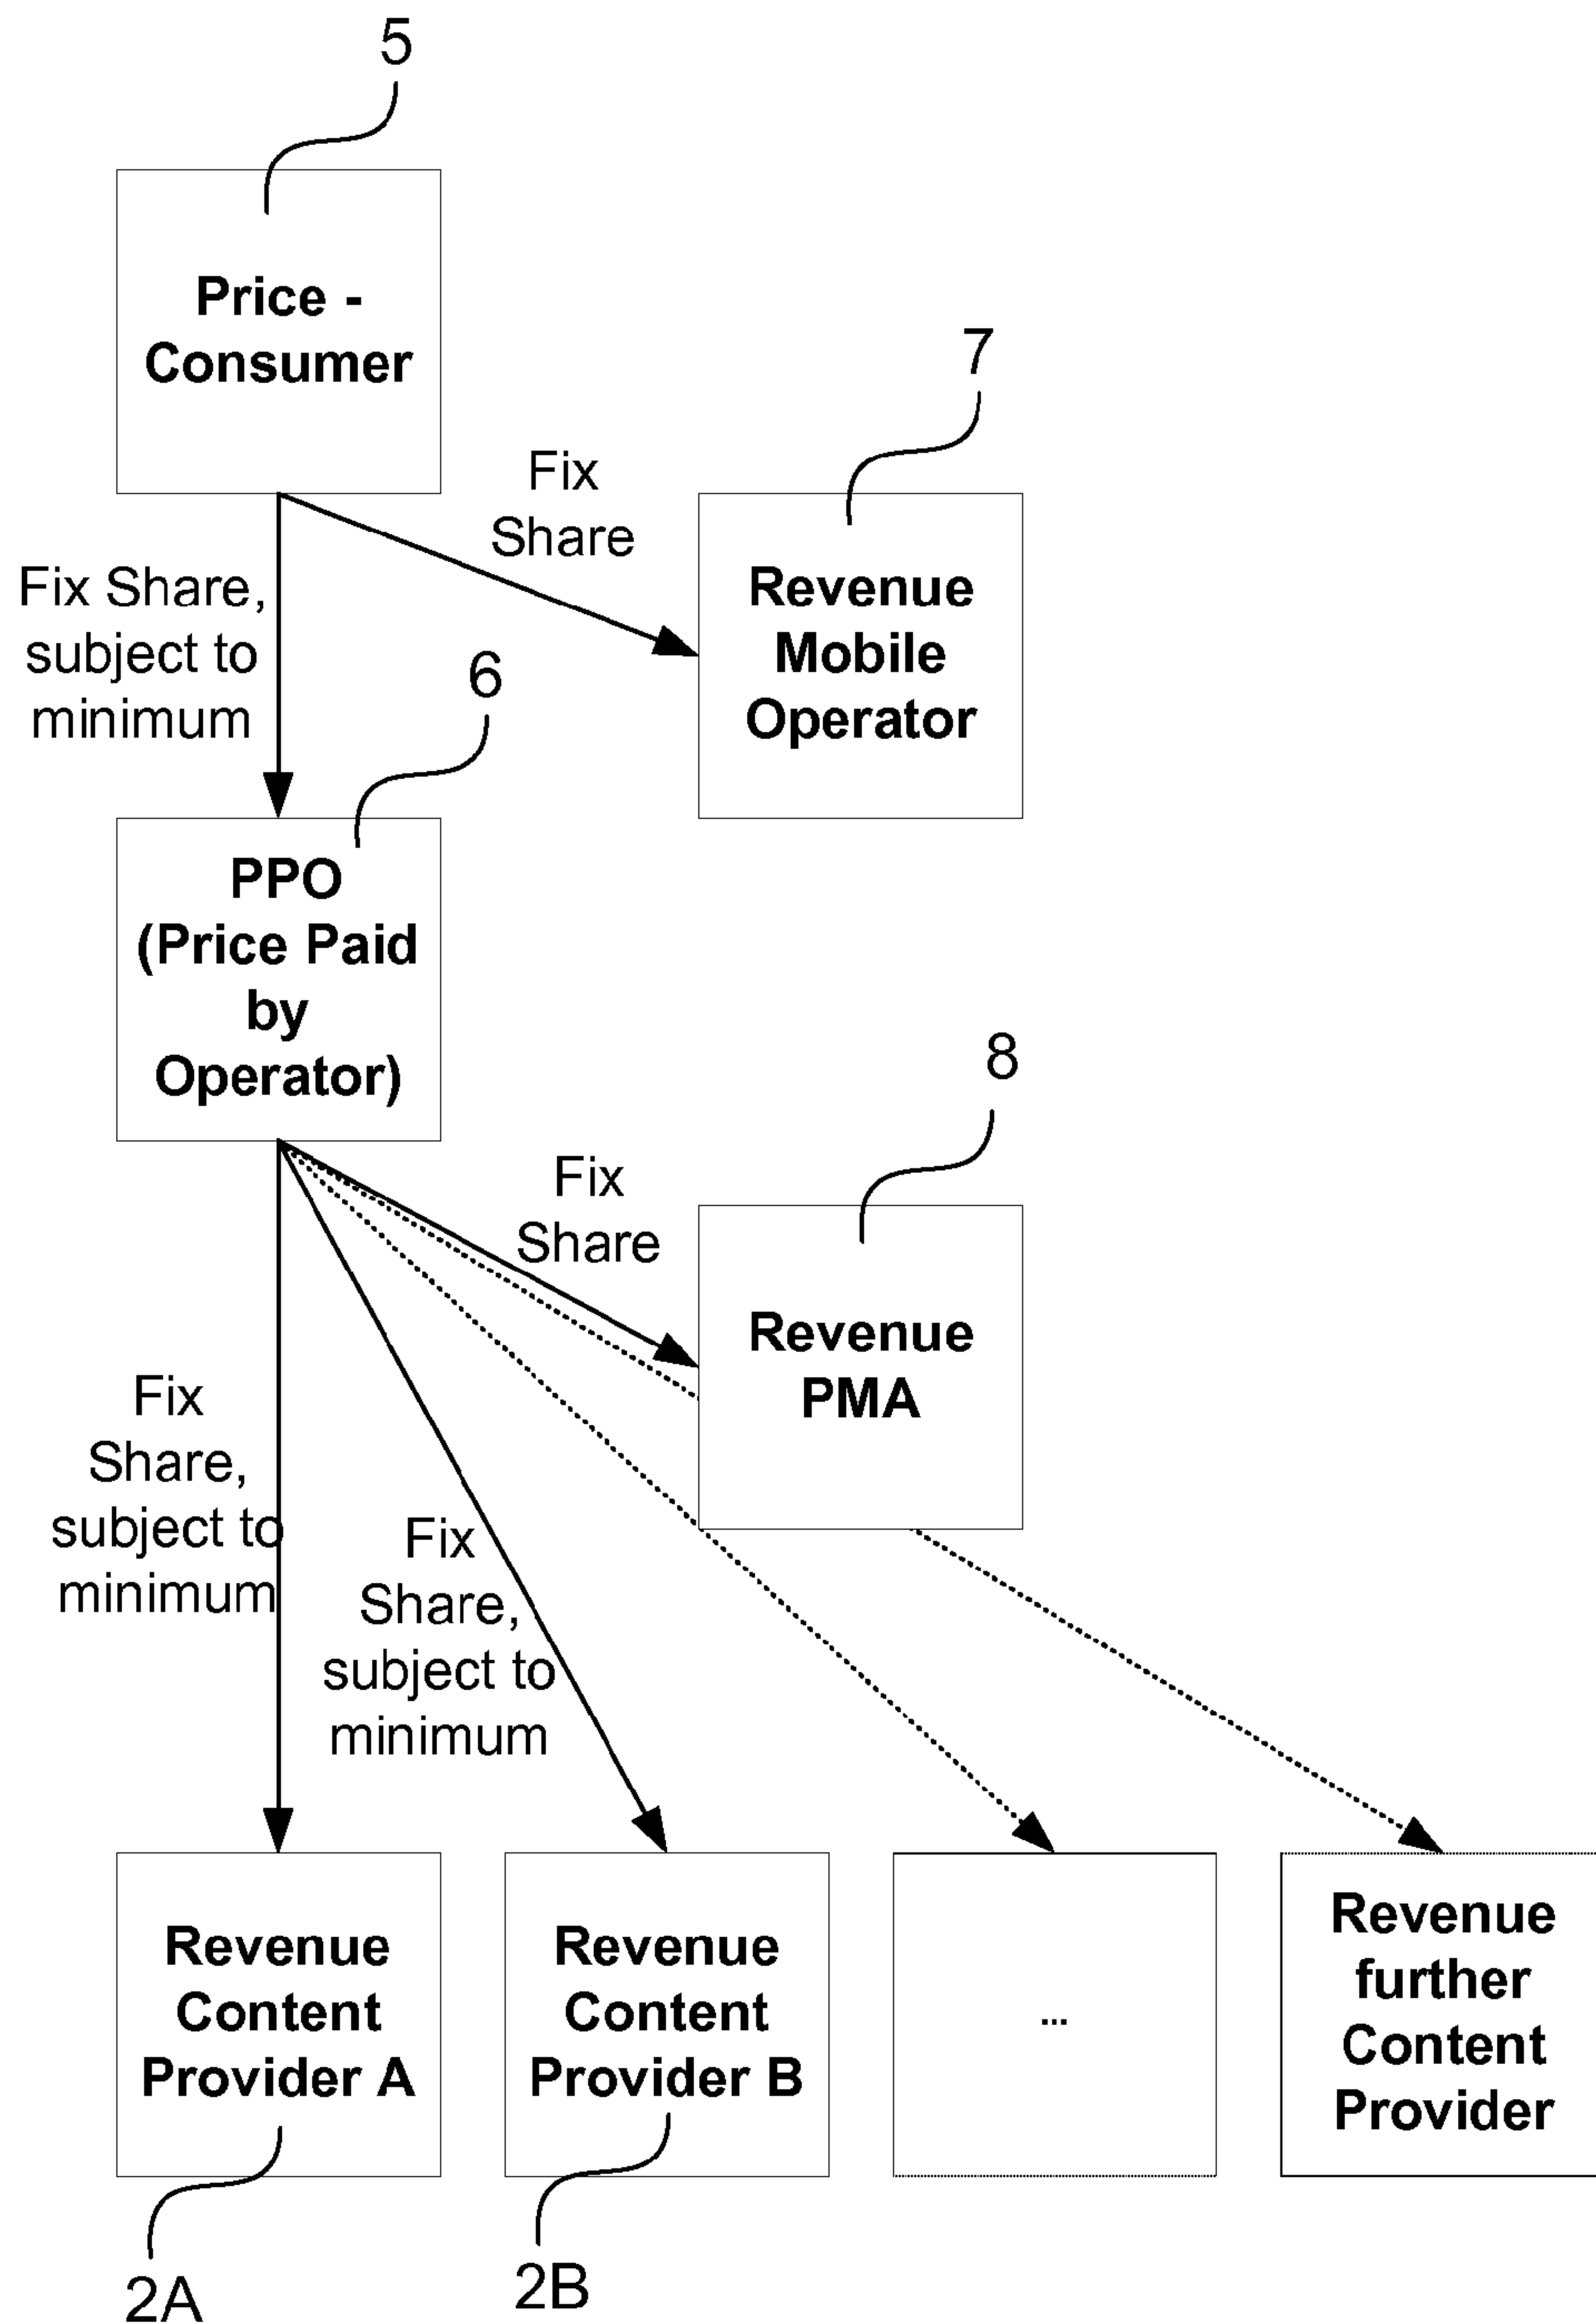 5
Price -
Consumer
7
Fix
Share
Revenue
Mobile
Operator
Fix Share,
subject to
minimum
6
PPO
(Price Paid
by
Operator)
8
Fix
Share
Revenue
PMA
Fix
Share,
subject to
minimum
Fix
Share,
subject to
minimum
Revenue
Content
Provider A
Revenue
Content
Provider B
...
Revenue
further
Content
Provider
2A
2B